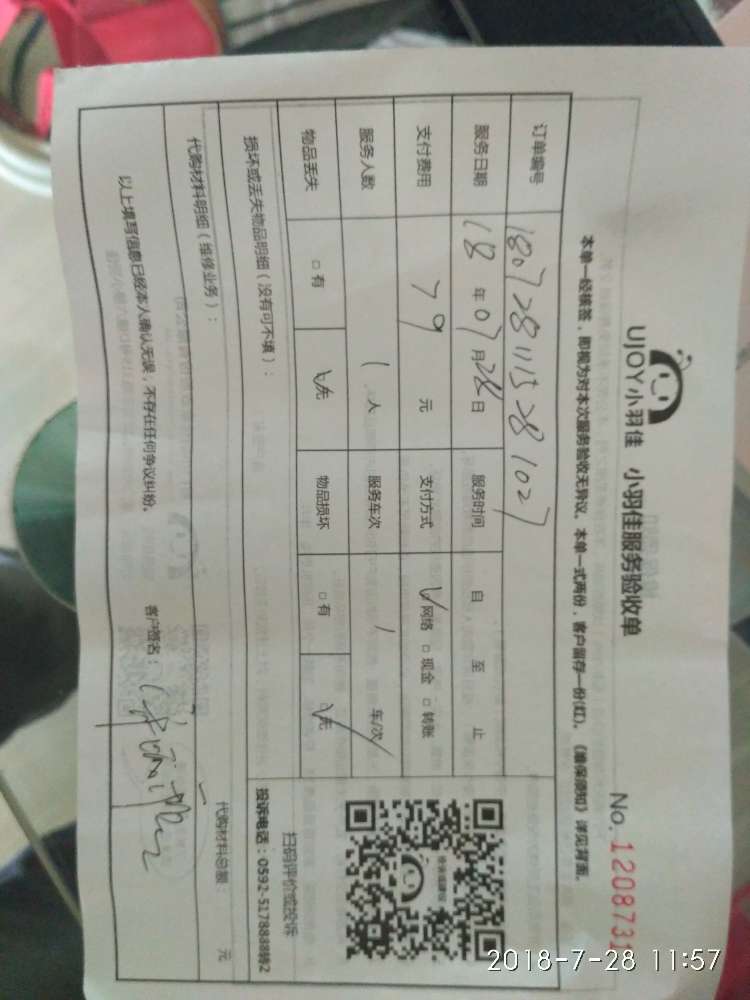 UJOY小羽佳 小羽佳服务验收单
No. 1208731
本单一经核签，即视为对本次服务验收无异议。本单一式两份，客户留存一份(红)。《维保须知》详见背面。
订单编号 1807281115281027
服务日期 18 年 07 月 28 日 服务时间 自 至 止
支付费用 79 元 支付方式 网络 □ 现金 □ 转账
服务人数 1 人 服务车次 1 车/次
物品丢失 □ 有 无 物品损坏 □ 有 无
损坏或丢失物品明细（没有可不填）：
扫码评价或投诉
投诉电话：0592-5178888转2
代购材料明细（维修业务）：
代购材料总额： 元
以上填写信息已经本人确认无误，不存在任何争议纠纷。
客户签名：
2018-7-28 11:57